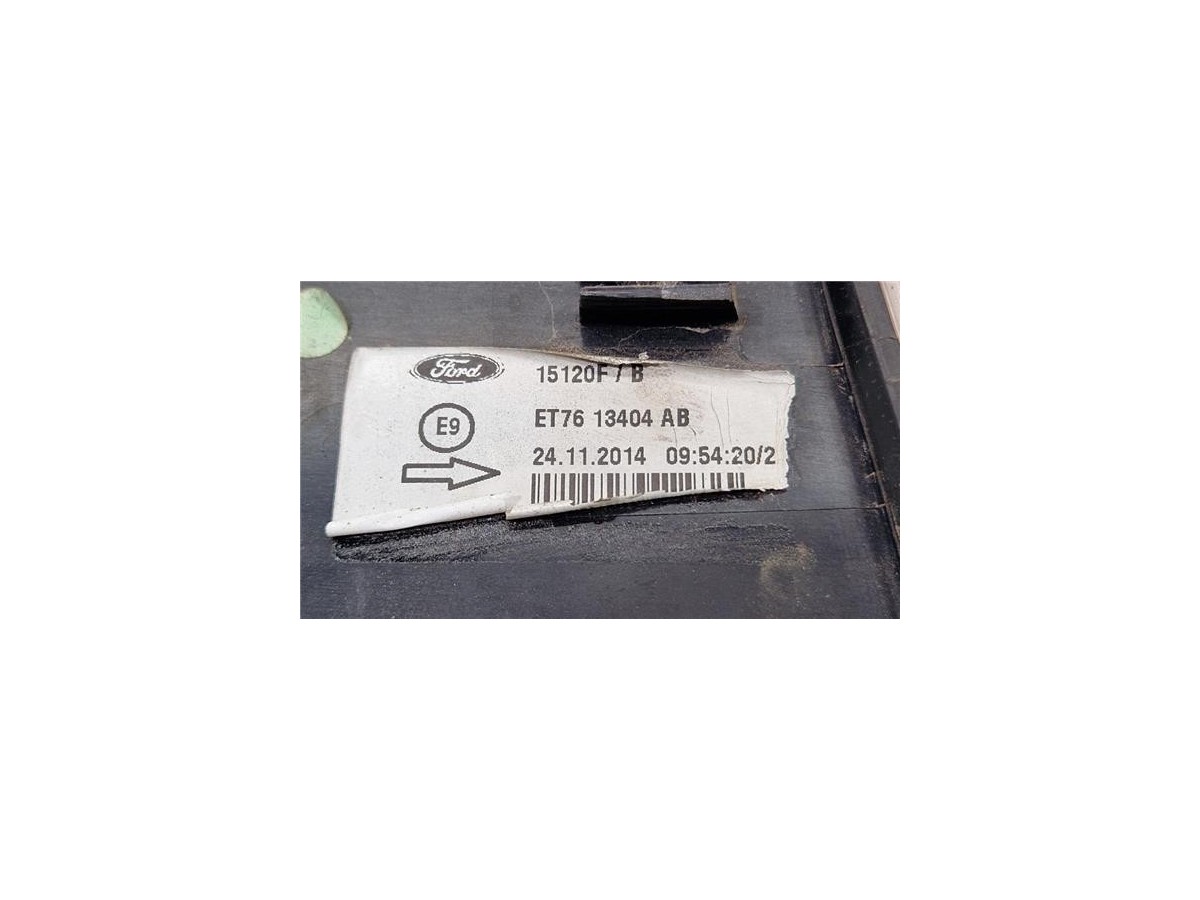 Ford
15120F / B
E9
ET76 13404 AB
24.11.2014 09:54:20/2